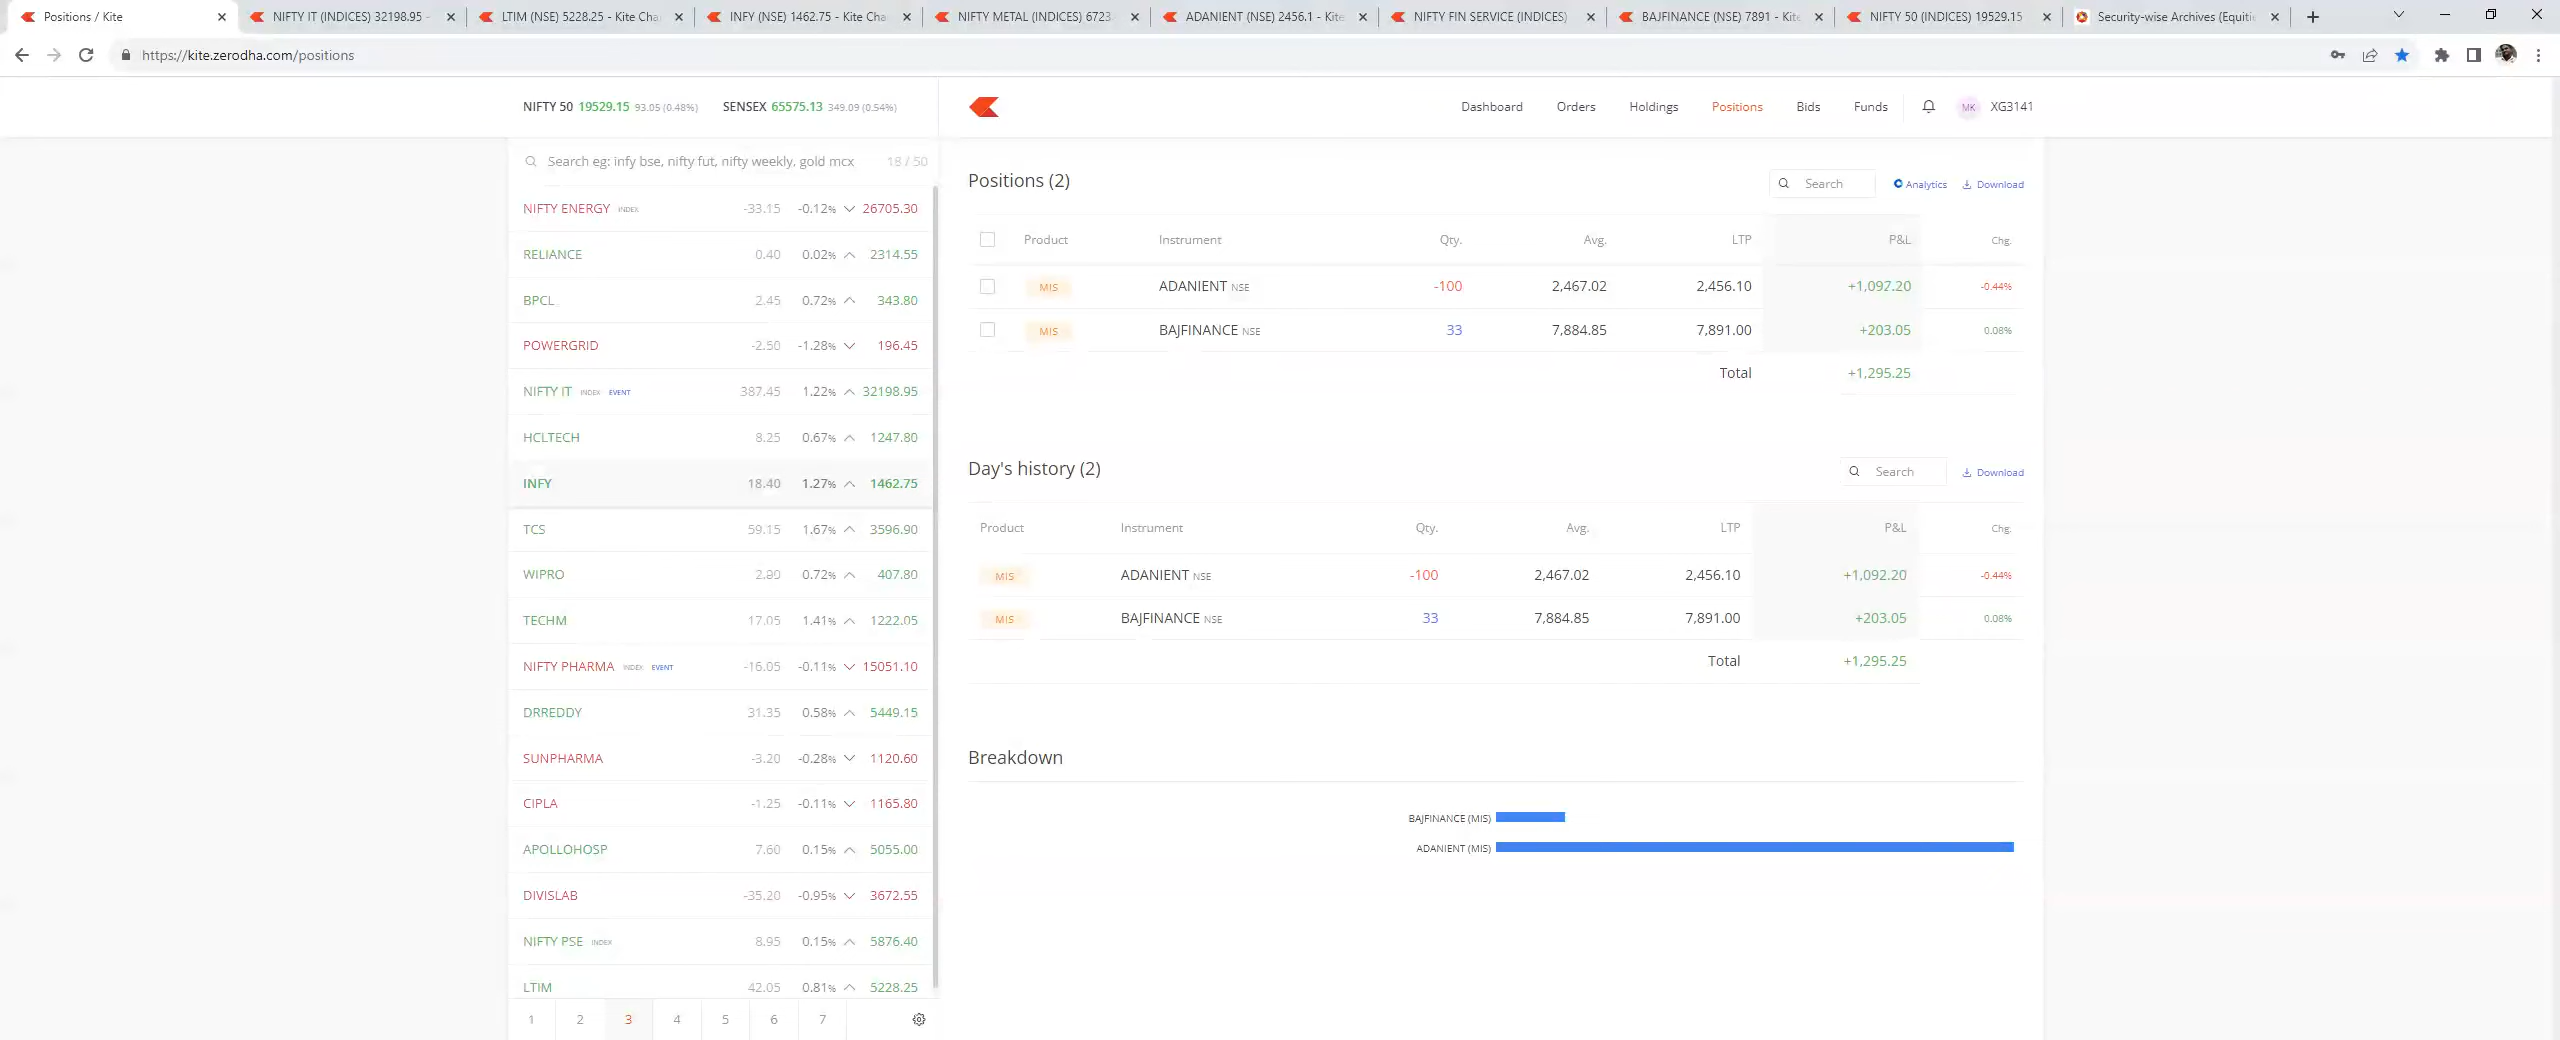 Positions / Kite
NIFTY IT (INDICES) 32198.95 -
LTIM (NSE) 5228.25 - Kite Cha
INFY (NSE) 1462.75 - Kite Cha
NIFTY METAL (INDICES) 6723
ADANIENT (NSE) 2456.1 - Kite
NIFTY FIN SERVICE (INDICES)
BAJFINANCE (NSE) 7891 - Kite
NIFTY 50 (INDICES) 19529.15
Security-wise Archives (Equitie
https://kite.zerodha.com/positions
NIFTY 50 19529.15 93.05 (0.48%) SENSEX 65575.13 349.09 (0.54%)
Dashboard Orders Holdings Positions Bids Funds MK XG3141
Search eg: infy bse, nifty fut, nifty weekly, gold mcx 18 / 50
NIFTY ENERGY INDEX -33.15 -0.12% 26705.30
RELIANCE 0.40 0.02% 2314.55
BPCL 2.45 0.72% 343.80
POWERGRID -2.50 -1.28% 196.45
NIFTY IT INDEX EVENT 387.45 1.22% 32198.95
HCLTECH 8.25 0.67% 1247.80
INFY 18.40 1.27% 1462.75
TCS 59.15 1.67% 3596.90
WIPRO 2.90 0.72% 407.80
TECHM 17.05 1.41% 1222.05
NIFTY PHARMA INDEX EVENT -16.05 -0.11% 15051.10
DRREDDY 31.35 0.58% 5449.15
SUNPHARMA -3.20 -0.28% 1120.60
CIPLA -1.25 -0.11% 1165.80
APOLLOHOSP 7.60 0.15% 5055.00
DIVISLAB -35.20 -0.95% 3672.55
NIFTY PSE INDEX 8.95 0.15% 5876.40
LTIM 42.05 0.81% 5228.25
1 2 3 4 5 6 7
Positions (2) Search Analytics Download
Product Instrument Qty. Avg. LTP P&L Chg.
MIS ADANIENT NSE -100 2,467.02 2,456.10 +1,092.20 -0.44%
MIS BAJFINANCE NSE 33 7,884.85 7,891.00 +203.05 0.08%
Total +1,295.25
Day's history (2) Search Download
Product Instrument Qty. Avg. LTP P&L Chg.
MIS ADANIENT NSE -100 2,467.02 2,456.10 +1,092.20 -0.44%
MIS BAJFINANCE NSE 33 7,884.85 7,891.00 +203.05 0.08%
Total +1,295.25
Breakdown
BAJFINANCE (MIS)
ADANIENT (MIS)